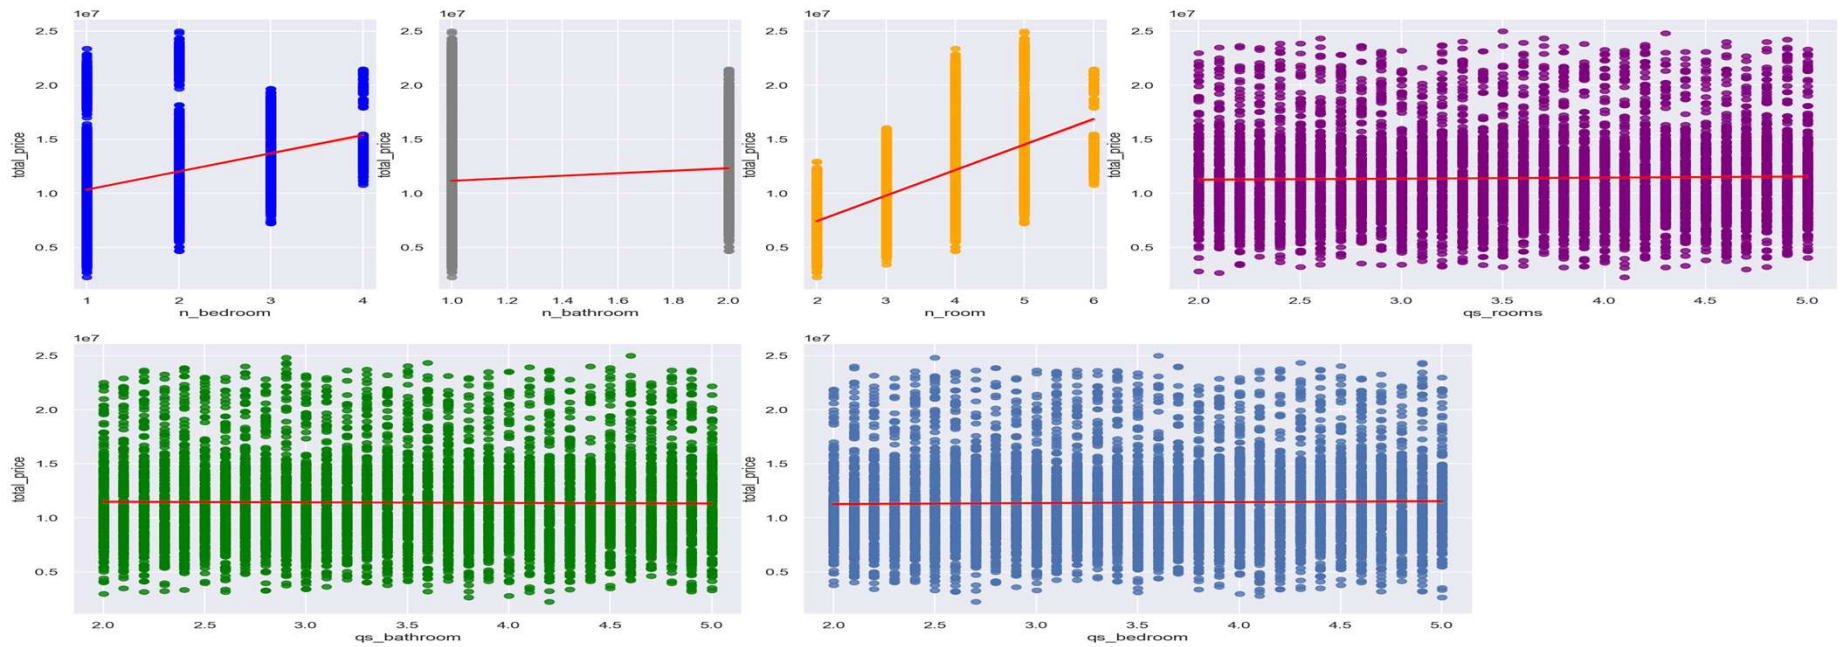 1e7 1e7 1e7 1e7
2.5 2.5 2.5 2.5
2.0 2.0 2.0 2.0
1.5 1.5 1.5 1.5
total_price total_price total_price total_price
1.0 1.0 1.0 1.0
0.5 0.5 0.5 0.5
1 2 3 4 1.0 1.2 1.4 1.6 1.8 2.0 2 3 4 5 6 2.0 2.5 3.0 3.5 4.0 4.5 5.0
n_bedroom n_bathroom n_room qs_rooms
1e7 1e7
2.5 2.5
2.0 2.0
1.5 1.5
total_price total_price
1.0 1.0
0.5 0.5
2.0 2.5 3.0 3.5 4.0 4.5 5.0 2.0 2.5 3.0 3.5 4.0 4.5 5.0
qs_bathroom qs_bedroom